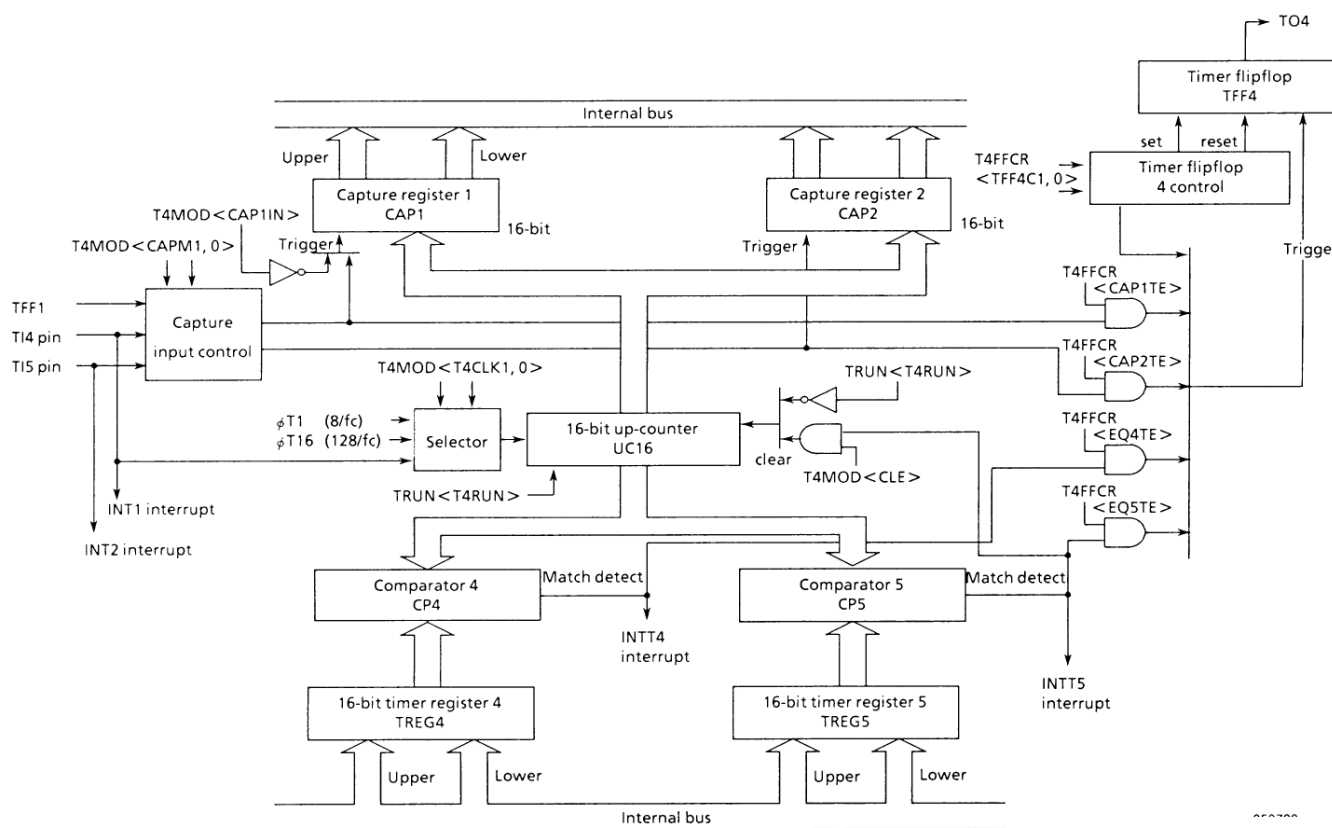 TO4
Timer flipflop
TFF4
Internal bus
set reset
Upper Lower
T4FFCR
<TFF4C1, 0>
Timer flipflop
4 control
Capture register 1
CAP1
Capture register 2
CAP2
T4MOD<CAP1IN>
16-bit
16-bit
T4MOD<CAPM1, 0>
Trigger
Trigger
Trigge
TFF1
TI4 pin
TI5 pin
Capture
input control
T4FFCR
<CAP1TE>
T4FFCR
<CAP2TE>
T4MOD<T4CLK1, 0>
TRUN<T4RUN>
φT1 (8/fc)
φT16 (128/fc)
Selector
16-bit up-counter
UC16
clear
T4MOD<CLE>
T4FFCR
<EQ4TE>
TRUN<T4RUN>
INT1 interrupt
T4FFCR
<EQ5TE>
INT2 interrupt
Comparator 4
CP4
Match detect
Comparator 5
CP5
Match detect
INTT4
interrupt
INTT5
interrupt
16-bit timer register 4
TREG4
16-bit timer register 5
TREG5
Upper Lower
Upper Lower
Internal bus